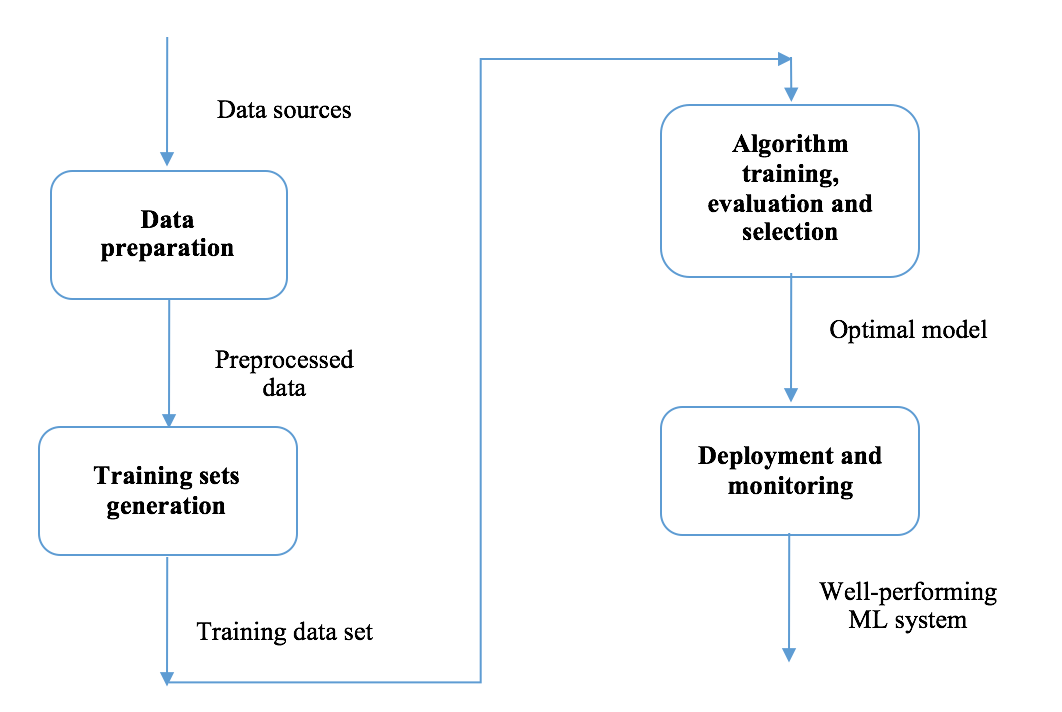 Data sources
Data
preparation
Preprocessed
data
Training sets
generation
Training data set
Algorithm
training,
evaluation and
selection
Optimal model
Deployment and
monitoring
Well-performing
ML system